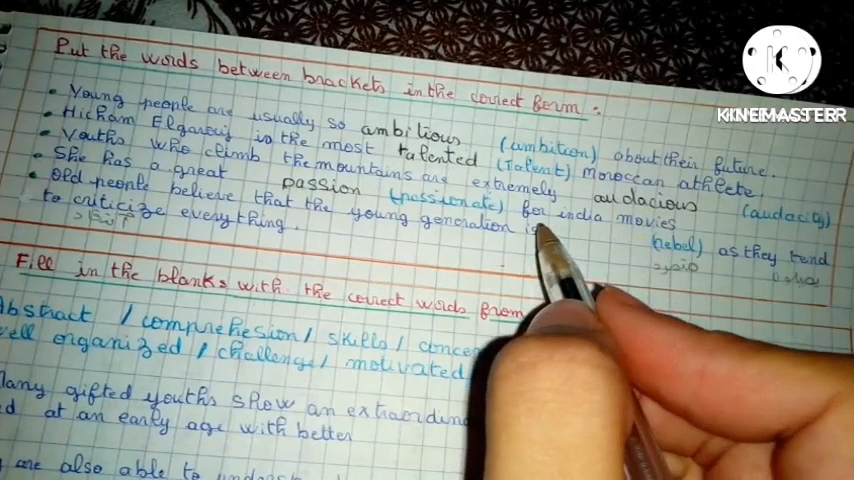 K
KINEMASTER
Put the words between brackets in the correct form :
• Young people are usually so ambitious (ambition) about their future.
• Hicham Elgarouj is the most talented (Talent) moroccan athlete.
• Youths who climb the mountains are extremely audacious (audacity)
• She has a great passion (passionate) for india movies
• old people believe that the young generation is (rebel) as they tend
to criticize everything.
Fill in the blanks with the correct words from
Abstract / comprehesion / skills /
well organized / challenge / motivated
Many gifted youths show an
at an early age with better
are also able to